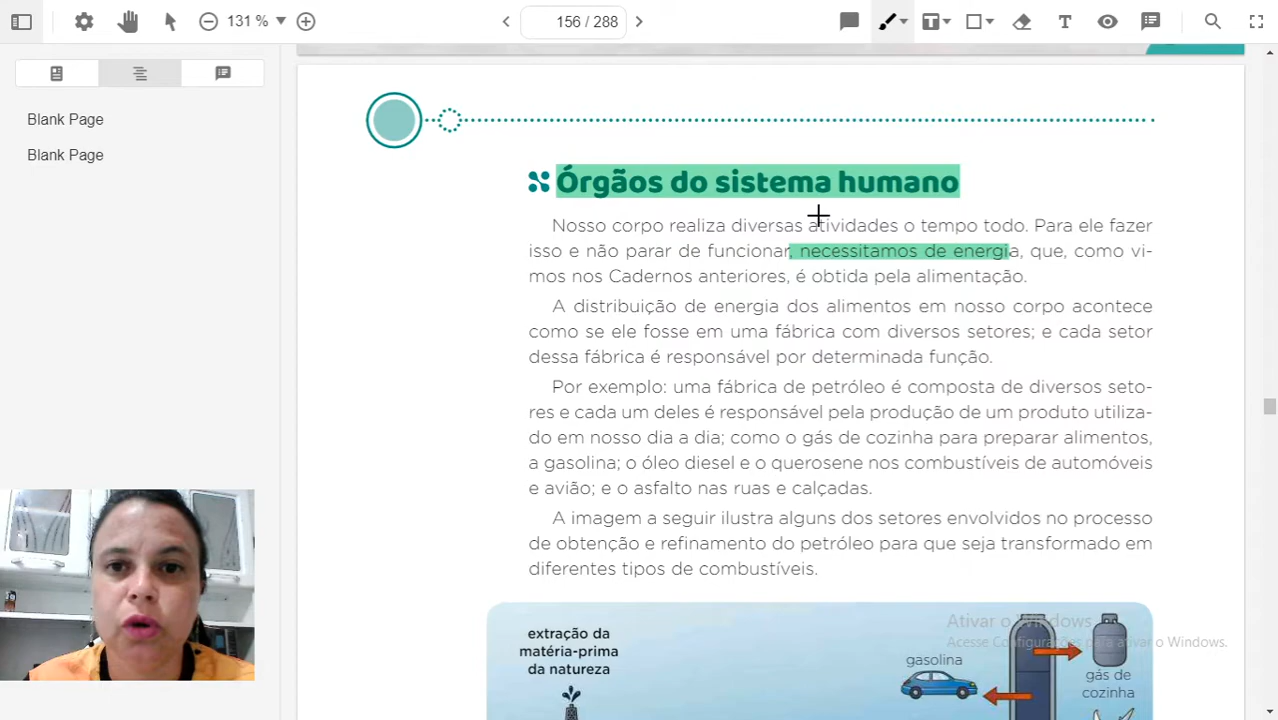 131 %
156 / 288
Blank Page
Blank Page
Órgãos do sistema humano
Nosso corpo realiza diversas atividades o tempo todo. Para ele fazer
isso e não parar de funcionar, necessitamos de energia, que, como vi-
mos nos Cadernos anteriores, é obtida pela alimentação.
A distribuição de energia dos alimentos em nosso corpo acontece
como se ele fosse em uma fábrica com diversos setores; e cada setor
dessa fábrica é responsável por determinada função.
Por exemplo: uma fábrica de petróleo é composta de diversos seto-
res e cada um deles é responsável pela produção de um produto utiliza-
do em nosso dia a dia; como o gás de cozinha para preparar alimentos,
a gasolina; o óleo diesel e o querosene nos combustíveis de automóveis
e avião; e o asfalto nas ruas e calçadas.
A imagem a seguir ilustra alguns dos setores envolvidos no processo
de obtenção e refinamento do petróleo para que seja transformado em
diferentes tipos de combustíveis.
extração da
matéria-prima
da natureza
Ativar o Windows
Acesse Configurações para ativar o Windows.
gasolina
gás de
cozinha